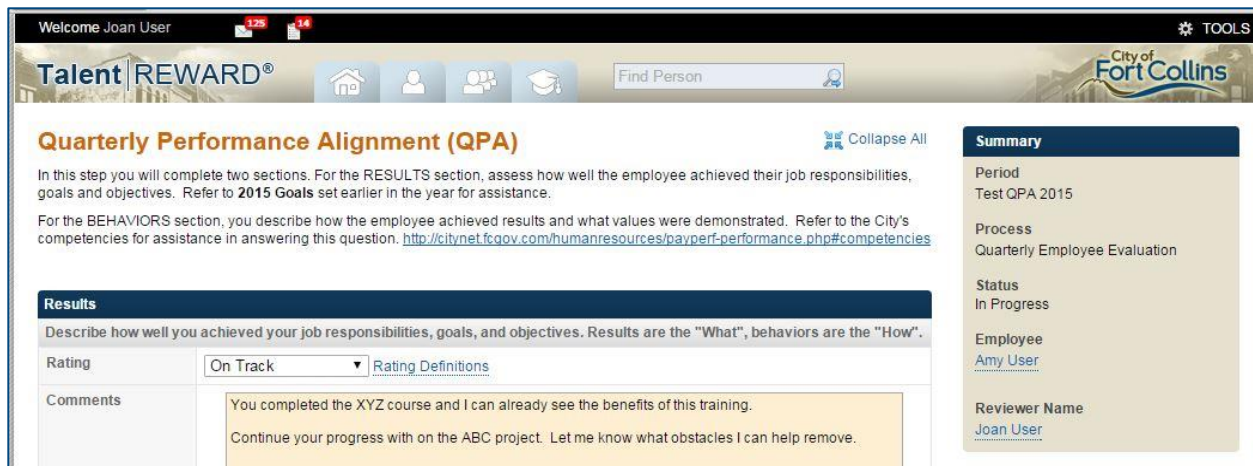 Welcome Joan User
125
14
TOOLS
Talent|REWARD®
Find Person
City of
Fort Collins
Quarterly Performance Alignment (QPA)
Collapse All
In this step you will complete two sections. For the RESULTS section, assess how well the employee achieved their job responsibilities,
goals and objectives. Refer to 2015 Goals set earlier in the year for assistance.
For the BEHAVIORS section, you describe how the employee achieved results and what values were demonstrated. Refer to the City's
competencies for assistance in answering this question. http://citynet.fcgov.com/humanresources/payperf-performance.php#competencies
Results
Describe how well you achieved your job responsibilities, goals, and objectives. Results are the "What", behaviors are the "How".
Rating
On Track
Rating Definitions
Comments
You completed the XYZ course and I can already see the benefits of this training.
Continue your progress with on the ABC project. Let me know what obstacles I can help remove.
Summary
Period
Test QPA 2015
Process
Quarterly Employee Evaluation
Status
In Progress
Employee
Amy User
Reviewer Name
Joan User